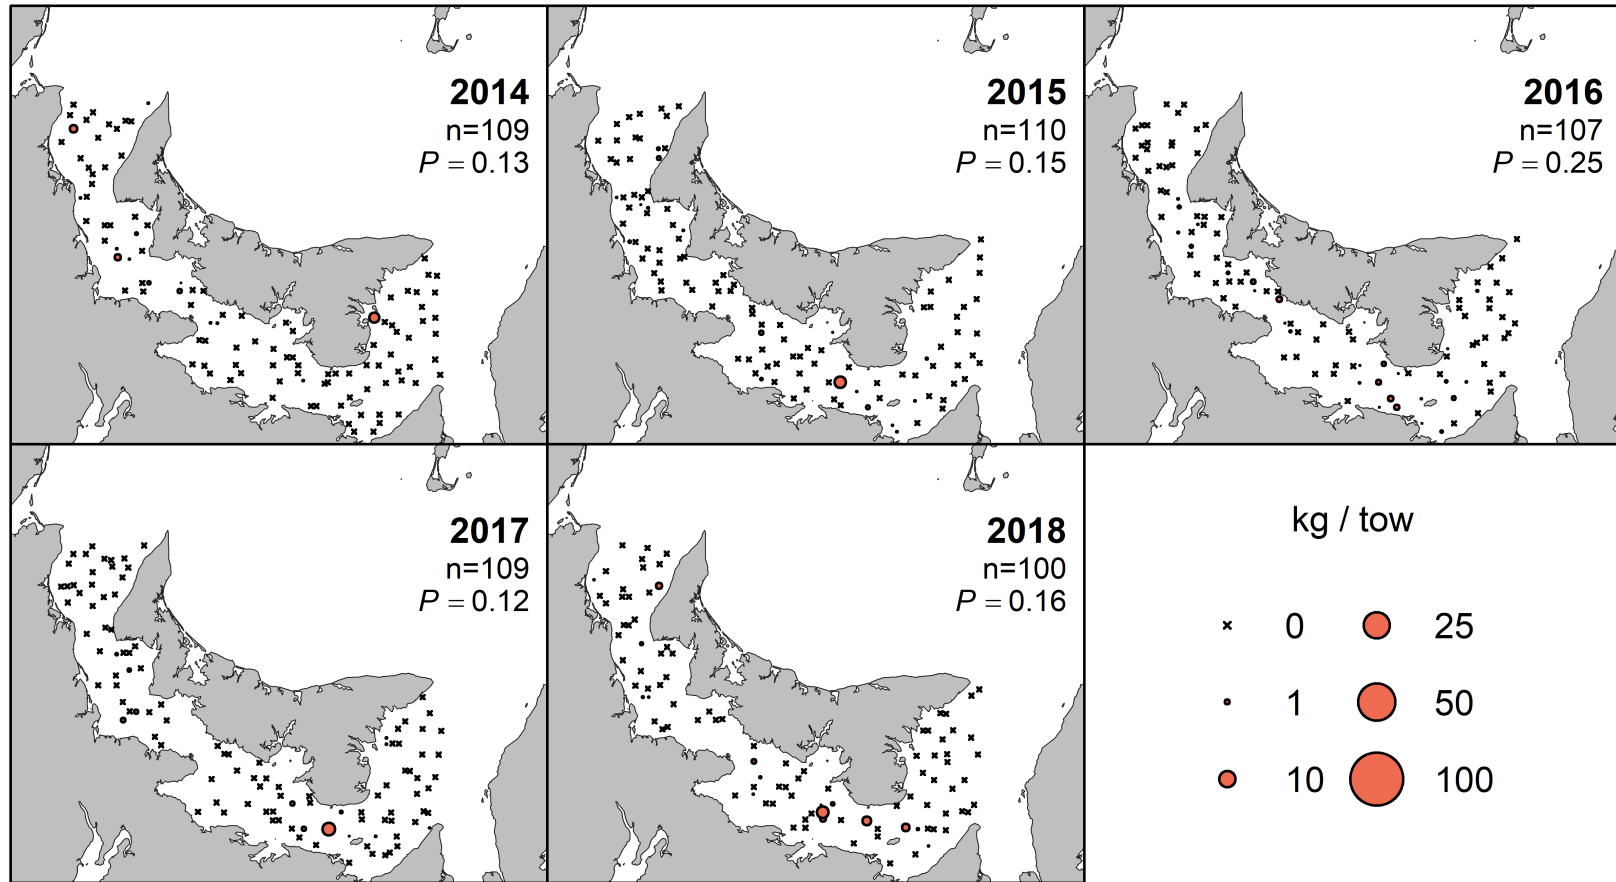 2014
n=109
P = 0.13
2015
n=110
P = 0.15
2016
n=107
P = 0.25
2017
n=109
P = 0.12
2018
n=100
P = 0.16
kg / tow
0 25
1 50
10 100